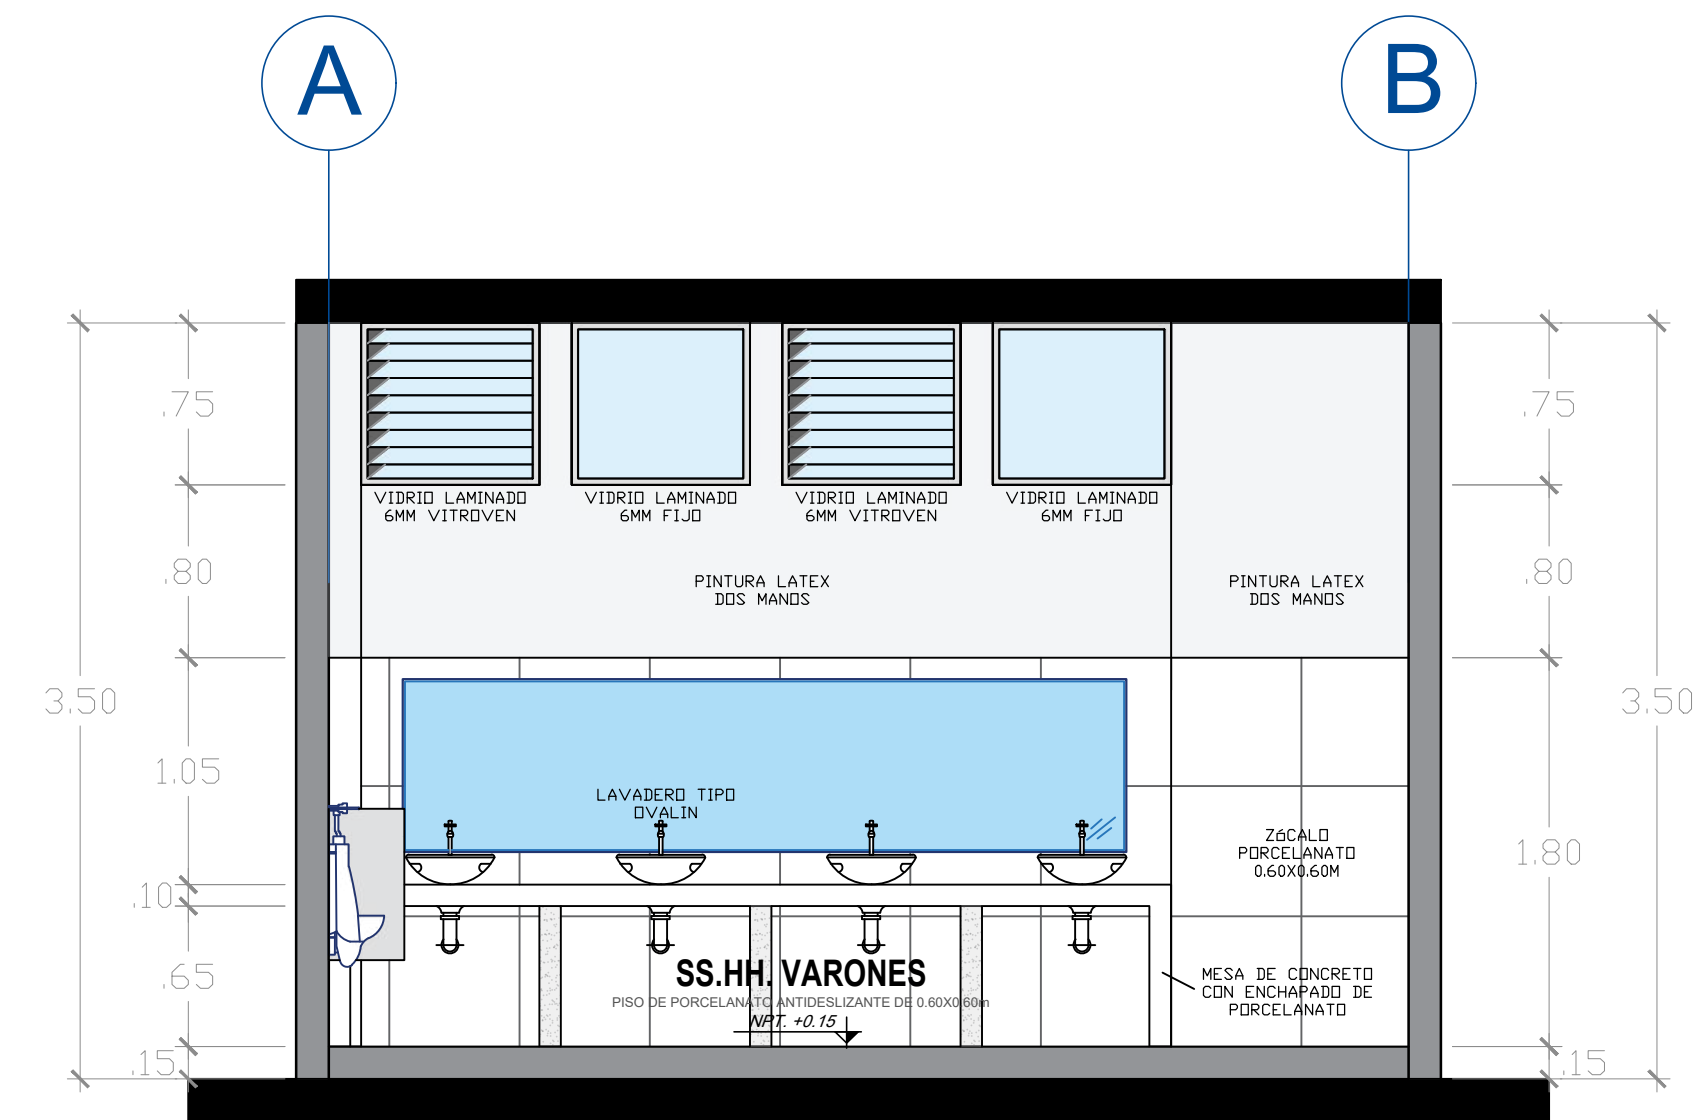 A
B
.75
.75
VIDRIO LAMINADO
6MM VITROVEN
VIDRIO LAMINADO
6MM FIJO
VIDRIO LAMINADO
6MM VITROVEN
VIDRIO LAMINADO
6MM FIJO
.80
PINTURA LATEX
DOS MANOS
PINTURA LATEX
DOS MANOS
.80
3.50
3.50
1.05
LAVADERO TIPO
OVALIN
ZóCALO
PORCELANATO
0.60X0.60M
1.80
.10
.65
SS.HH. VARONES
PISO DE PORCELANATO ANTIDESLIZANTE DE 0.60X0.60m
NPT. +0.15
MESA DE CONCRETO
CON ENCHAPADO DE
PORCELANATO
.15
.15